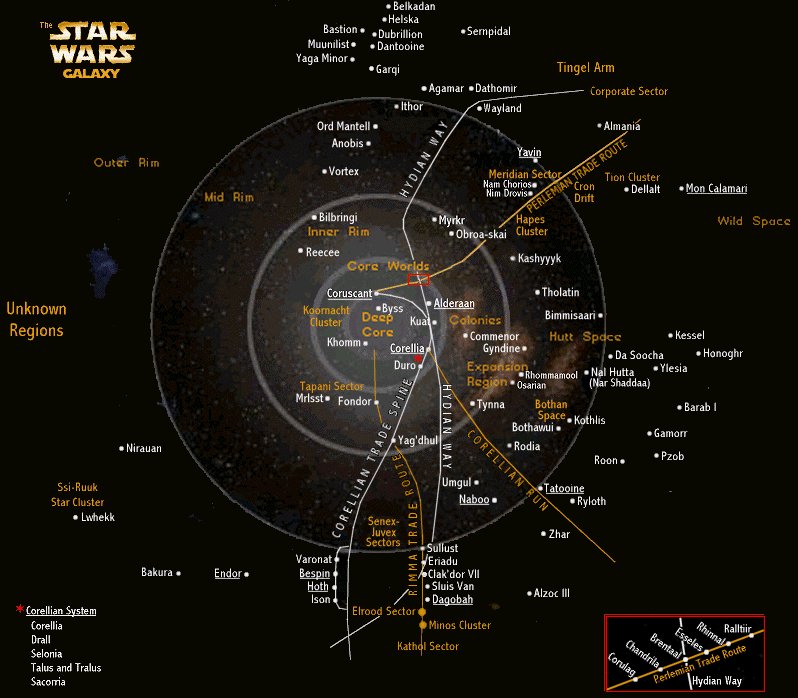 The
STAR
WARS
GALAXY
Belkadan
Helska
Bastion
Dubrillion
Sernpidal
Muunilist
Dantooine
Yaga Minor
Garqi
Tingel Arm
Agamar
Dathomir
Corporate Sector
Ithor
Wayland
Ord Mantell
Almania
Anobis
HYDIAN WAY
Yavin
PERLEMIAN TRADE ROUTE
Outer Rim
Vortex
Meridian Sector
Tion Cluster
Nam Chorios
Nim Drovis
Cron
Drift
Dellalt
Mon Calamari
Mid Rim
Bilbringi
Myrkr
Hapes
Cluster
Wild Space
Inner Rim
Obroa-skai
Reecee
Kashyyyk
Core Worlds
Coruscant
Tholatin
Unknown
Regions
Koornacht
Cluster
Byss
Alderaan
Deep
Core
Kuat
Colonies
Bimmisaari
Khomm
Corellia
Commenor
Gyndine
Hutt Space
Kessel
Da Soocha
Honoghr
Duro
Expansion
Region
Rhommamool
Osarian
Nal Hutta
(Nar Shaddaa)
Ylesia
Tapani Sector
Mrlsst
Fondor
Tynna
Bothan
Space
Kothlis
Barab I
Bothawui
Gamorr
CORELLIAN TRADE SPINE
HYDIAN WAY
CORELLIAN RUN
Yag'dhul
Rodia
Nirauan
Roon
Pzob
RIMMA TRADE ROUTE
Ssi-Ruuk
Star Cluster
Umgul
Tatooine
Naboo
Ryloth
Lwhekk
Senex-
Juvex
Sectors
Zhar
Sullust
Varonat
Eriadu
Bakura
Endor
Bespin
Clak'dor VII
Hoth
Sluis Van
Ison
Dagobah
Alzoc III
Elrood Sector
Minos Cluster
Kathol Sector
* Corellian System
Corellia
Drall
Selonia
Talus and Tralus
Sacorria
Corulag
Chandrila
Brentaal
Esseles
Rhinnal
Ralltiir
Perlemian Trade Route
Hydian Way